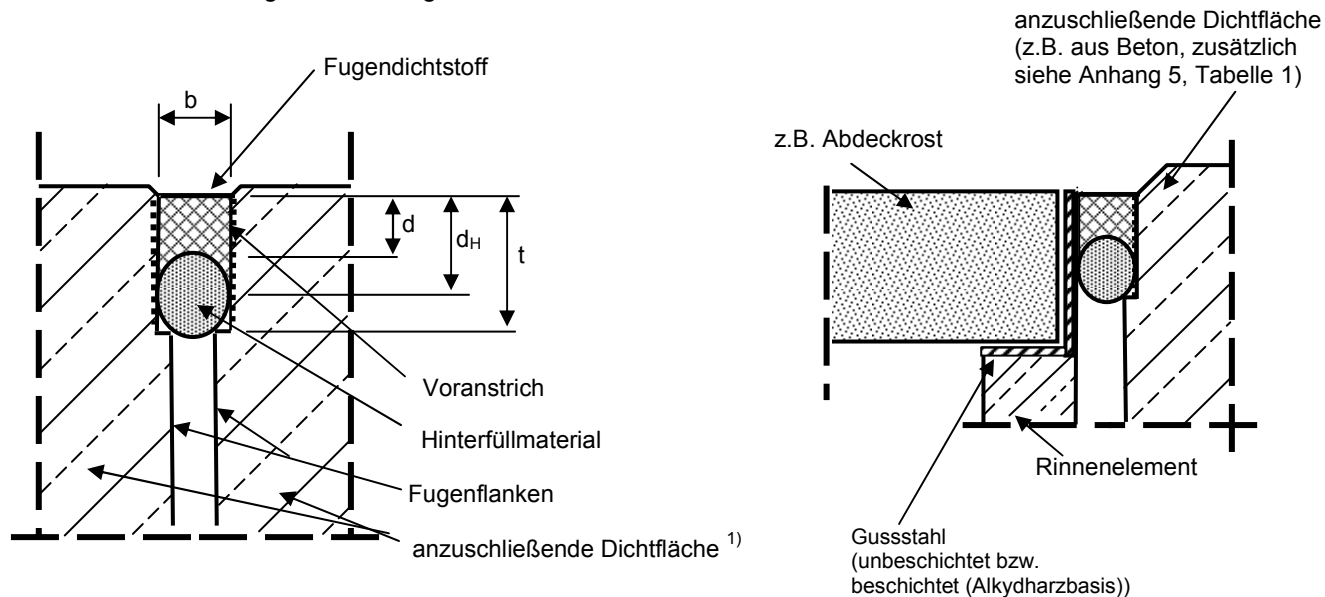 Fugendichtstoff
b
d
dH
t
Voranstrich
Hinterfüllmaterial
Fugenflanken
anzuschließende Dichtfläche 1)
anzuschließende Dichtfläche
(z.B. aus Beton, zusätzlich
siehe Anhang 5, Tabelle 1)
z.B. Abdeckrost
Rinnenelement
Gussstahl
(unbeschichtet bzw.
beschichtet (Alkydharzbasis))